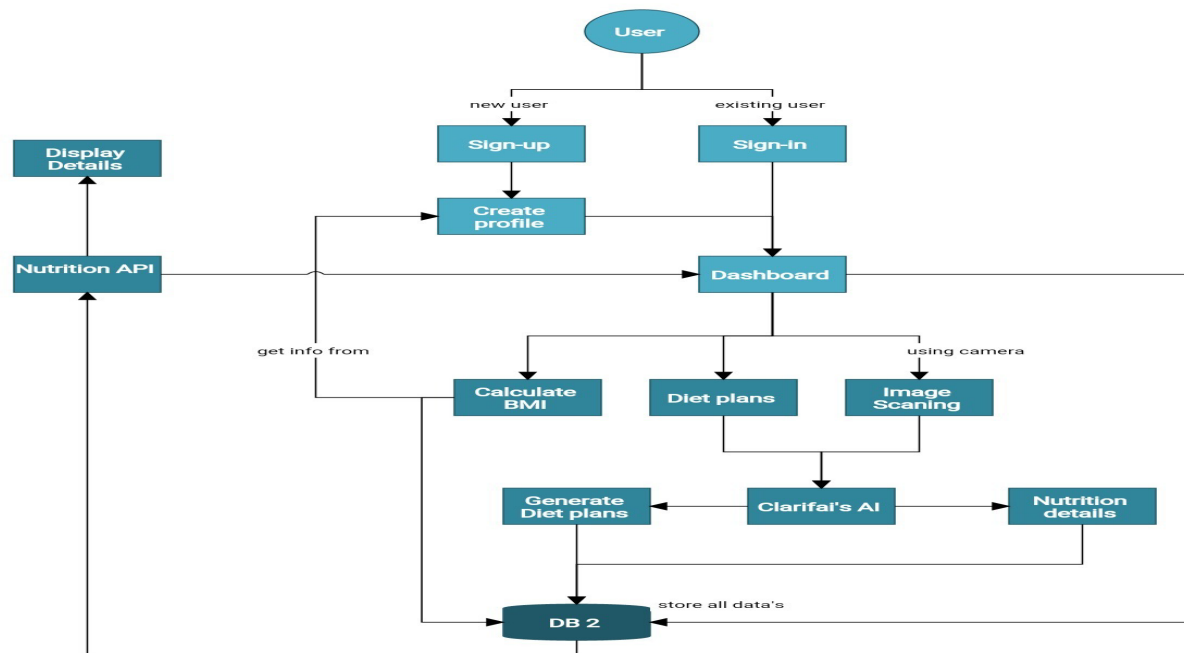 User
new user
existing user
Sign-up
Sign-in
Display
Details
Create
profile
Nutrition API
Dashboard
get info from
using camera
Calculate
BMI
Diet plans
Image
Scaning
Generate
Diet plans
Clarifai's AI
Nutrition
details
store all data's
DB 2